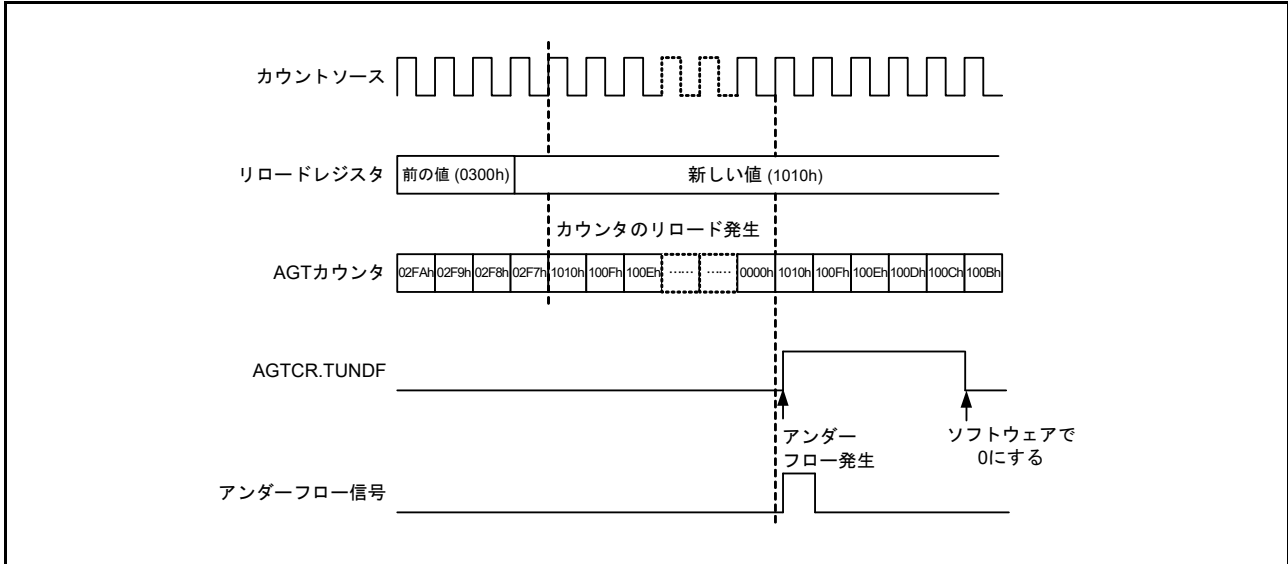 カウントソース
リロードレジスタ
前の値 (0300h)
新しい値 (1010h)
カウンタのリロード発生
AGTカウンタ
02FAh 02F9h 02F8h 02F7h 1010h 100Fh 100Eh …… …… 0000h 1010h 100Fh 100Eh 100Dh 100Ch 100Bh
AGTCR.TUNDF
アンダー
フロー発生
ソフトウェアで
0にする
アンダーフロー信号